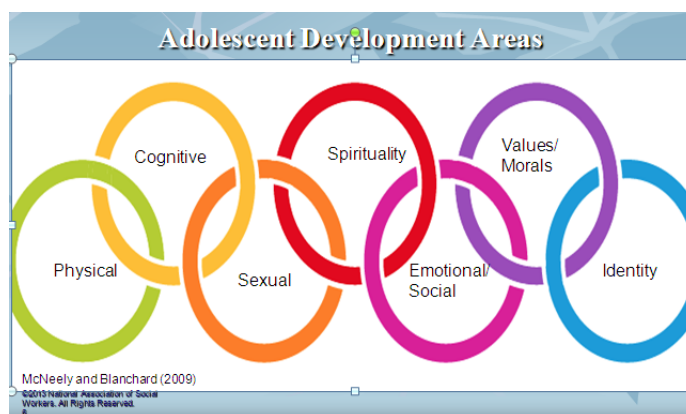 Adolescent Development Areas
Cognitive
Spirituality
Values/
Morals
Physical
Sexual
Emotional/
Social
Identity
McNeely and Blanchard (2009)
©2013 National Association of Social
Workers. All Rights Reserved.